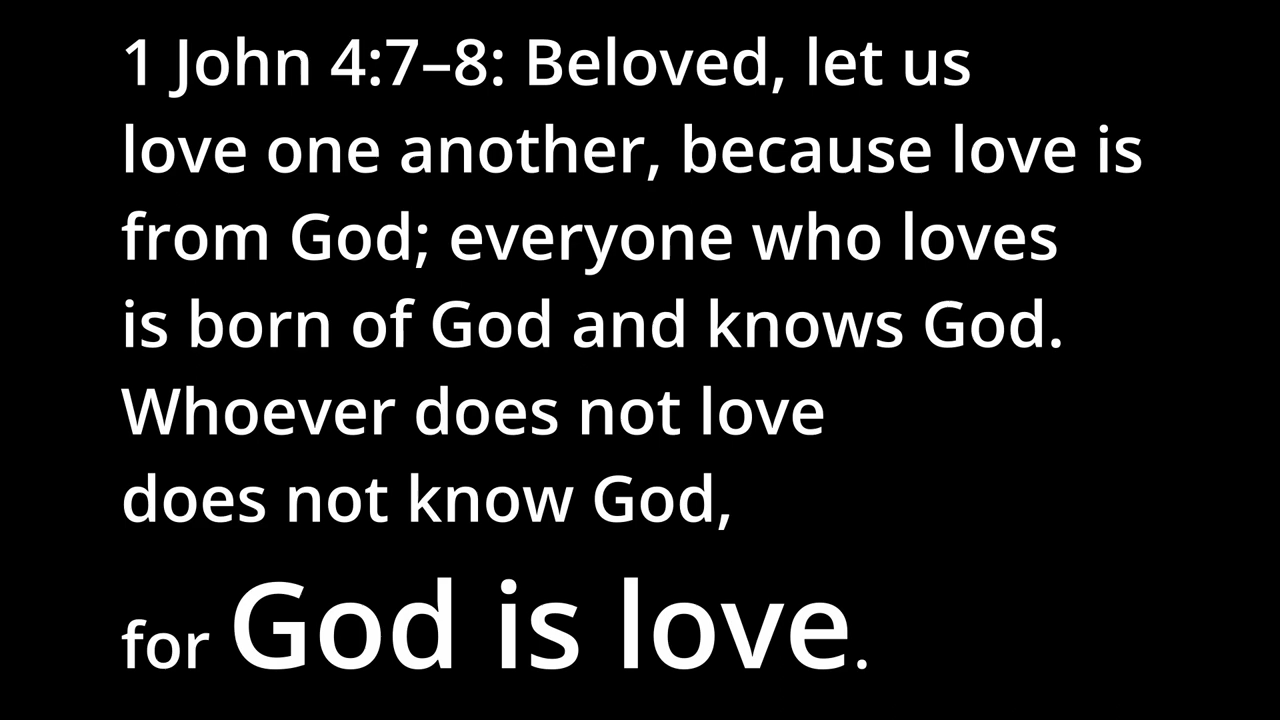 1 John 4:7–8: Beloved, let us
love one another, because love is
from God; everyone who loves
is born of God and knows God.
Whoever does not love
does not know God,
for God is love.